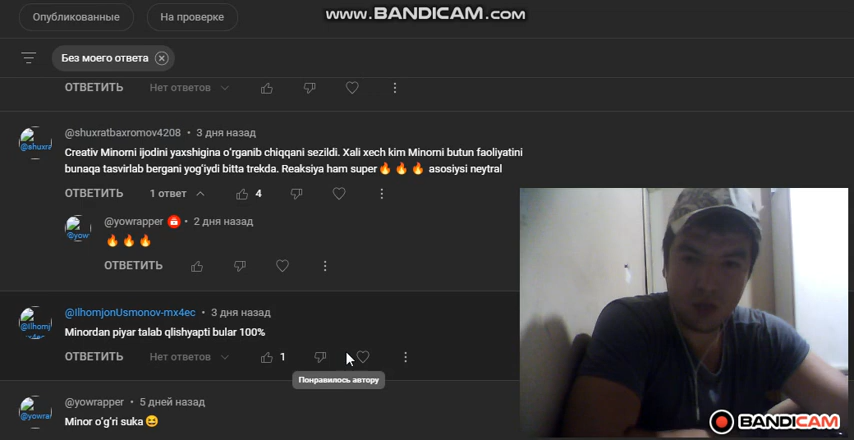 www.BANDICAM.com
Опубликованные На проверке
Без моего ответа
ОТВЕТИТЬ Нет ответов
@shuxratbaxromov4208 • 3 дня назад
Creativ Minorni ijodini yaxshigina o'rganib chiqqani sezildi. Xali xech kim Minorni butun faoliyatini
bunaqa tasvirlab bergani yog'iydi bitta trekda. Reaksiya ham super🔥🔥🔥 asosiysi neytral
ОТВЕТИТЬ 1 ответ 4
@yowrapper • 2 дня назад
🔥🔥🔥
ОТВЕТИТЬ
@IlhomjonUsmonov-mx4ec • 3 дня назад
Minordan piyar talab qlishyapti bular 100%
ОТВЕТИТЬ Нет ответов 1
Понравилось автору
@yowrapper • 5 дней назад
Minor o'g'ri suka😆
BANDICAM